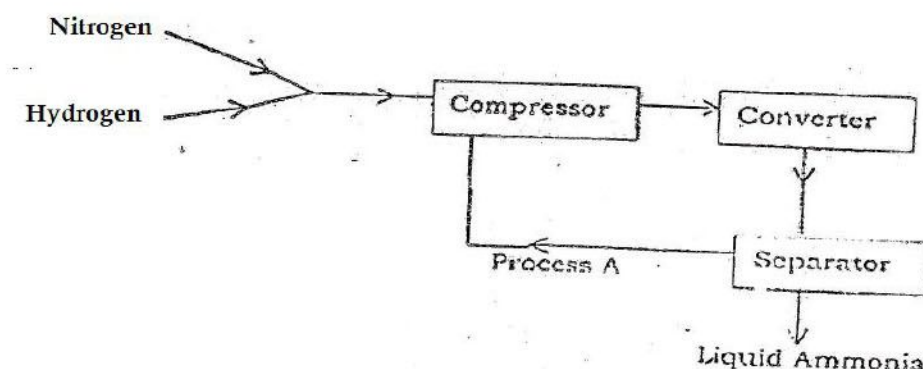 Nitrogen
Hydrogen
Compressor
Converter
Process A
Separator
Liquid Ammonia